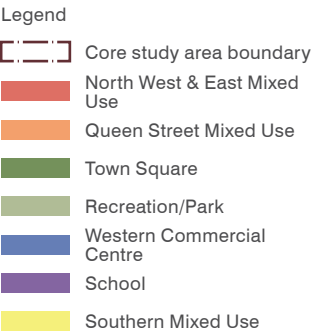 Legend
Core study area boundary
North West & East Mixed
Use
Queen Street Mixed Use
Town Square
Recreation/Park
Western Commercial
Centre
School
Southern Mixed Use